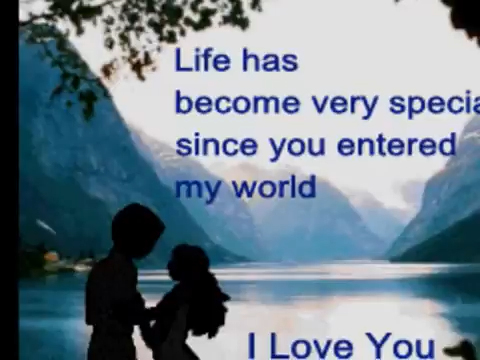 Life has
become very specia
since you entered
my world
I Love You